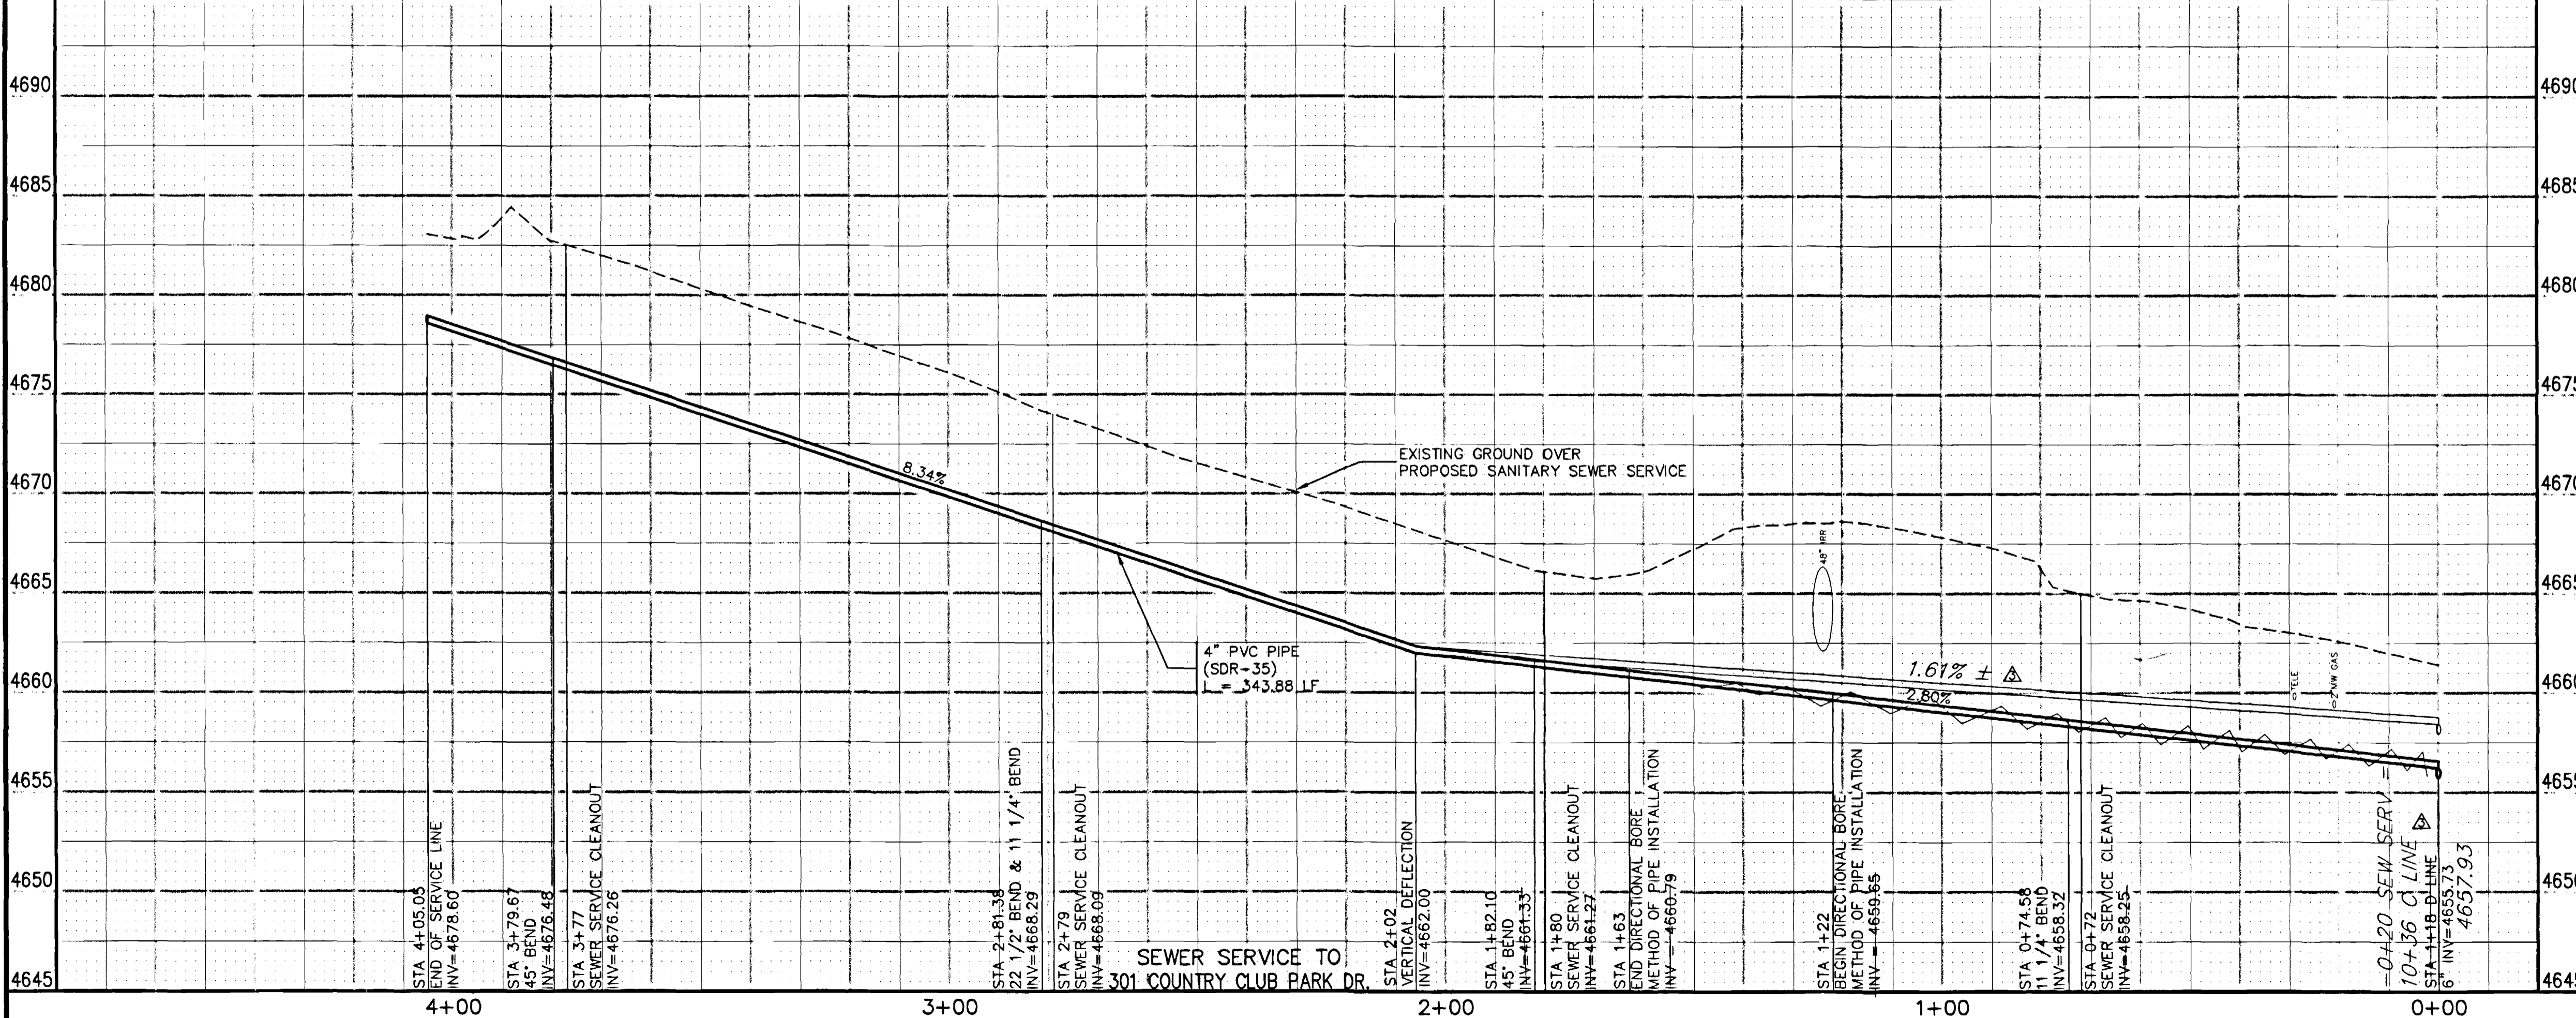 4690
4685
4680
4675
4670
4665
4660
4655
4650
4645
4690
4685
4680
4675
4670
4665
4660
4655
4650
4645
8.34%
EXISTING GROUND OVER
PROPOSED SANITARY SEWER SERVICE
4" PVC PIPE
(SDR-35)
L = 343.88 LF
48" IRR
1.61% ± 3
2.80%
TELE
2" MW GAS
STA 4+05.05
END OF SERVICE LINE
INV=4678.60
STA 3+79.67
45° BEND
INV=4676.48
STA 3+77
SEWER SERVICE CLEANOUT
INV=4676.26
STA 2+81.38
22 1/2° BEND & 11 1/4° BEND
INV=4668.29
STA 2+79
SEWER SERVICE CLEANOUT
INV=4668.09
SEWER SERVICE TO
301 COUNTRY CLUB PARK DR.
STA 2+02
VERTICAL DEFLECTION
INV=4662.00
STA 1+82.10
45° BEND
INV=4661.33
STA 1+80
SEWER SERVICE CLEANOUT
INV=4661.27
STA 1+63
END DIRECTIONAL BORE
METHOD OF PIPE INSTALLATION
INV = 4660.79
STA 1+22
BEGIN DIRECTIONAL BORE
METHOD OF PIPE INSTALLATION
INV = 4659.65
STA 0+74.58
11 1/4° BEND
INV=4658.32
STA 0+72
SEWER SERVICE CLEANOUT
INV=4658.25
-0+20 SEW SERV =
10+36 C LINE 3
STA 1+18 D LINE
6" INV=4655.73
4657.93
4+00
3+00
2+00
1+00
0+00